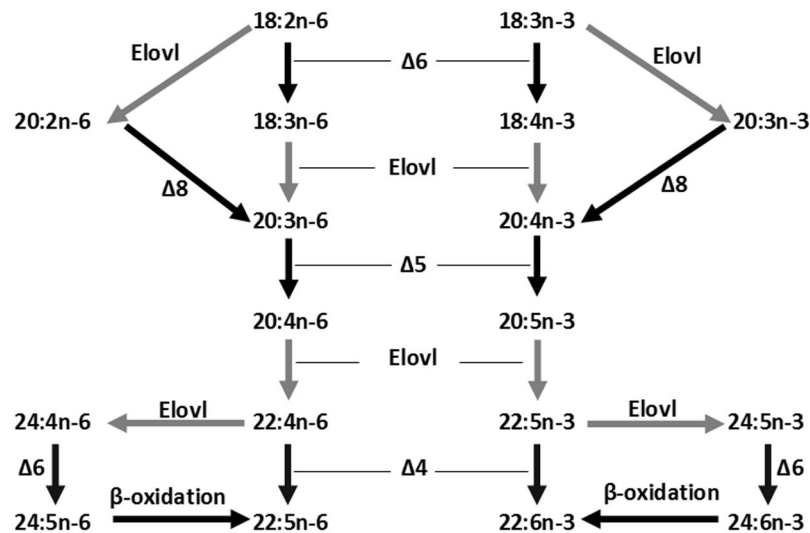 18:2n-6 18:3n-3
Elovl Δ6 Elovl
20:2n-6 18:3n-6 18:4n-3 20:3n-3
Δ8 Elovl Δ8
20:3n-6 20:4n-3
Δ5
20:4n-6 20:5n-3
Elovl
24:4n-6 Elovl 22:4n-6 22:5n-3 Elovl 24:5n-3
Δ6 Δ4 Δ6
β-oxidation β-oxidation
24:5n-6 22:5n-6 22:6n-3 24:6n-3